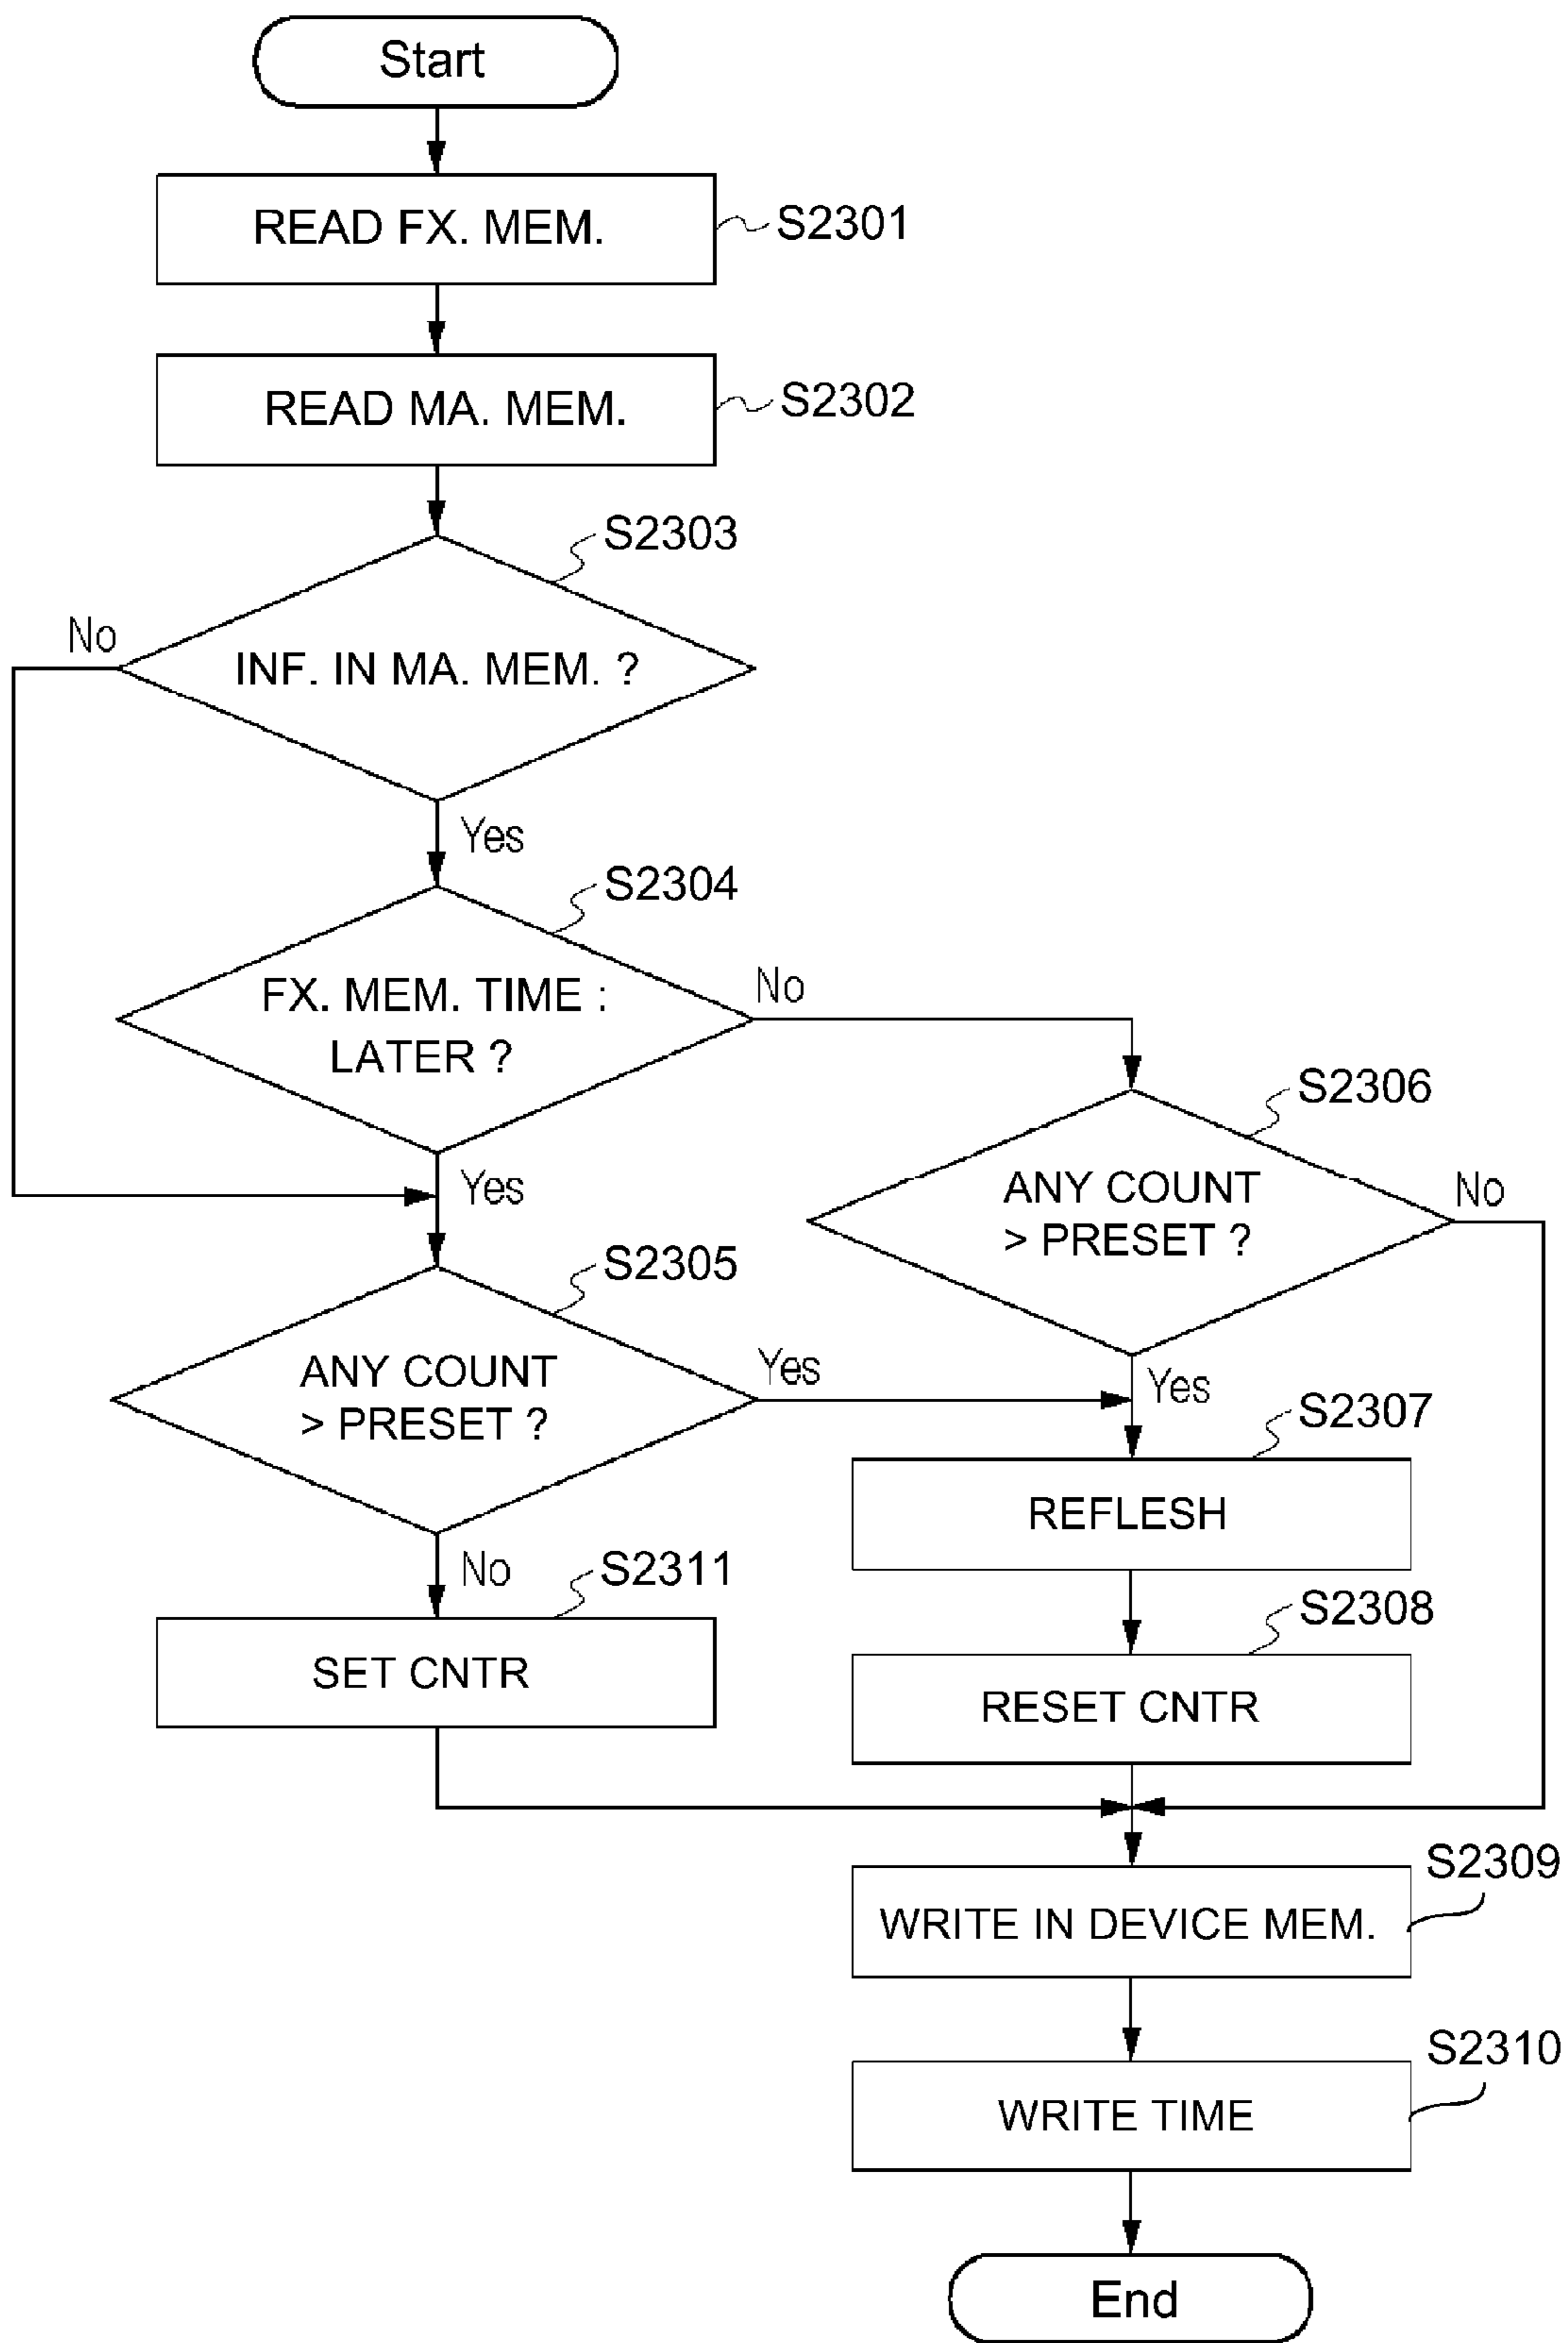 Start
READ FX. MEM.
S2301
READ MA. MEM.
S2302
S2303
No
INF. IN MA. MEM. ?
Yes
S2304
FX. MEM. TIME :
LATER ?
No
S2306
Yes
ANY COUNT
> PRESET ?
No
S2305
ANY COUNT
> PRESET ?
Yes
Yes
S2307
REFLESH
No
S2311
SET CNTR
S2308
RESET CNTR
S2309
WRITE IN DEVICE MEM.
S2310
WRITE TIME
End